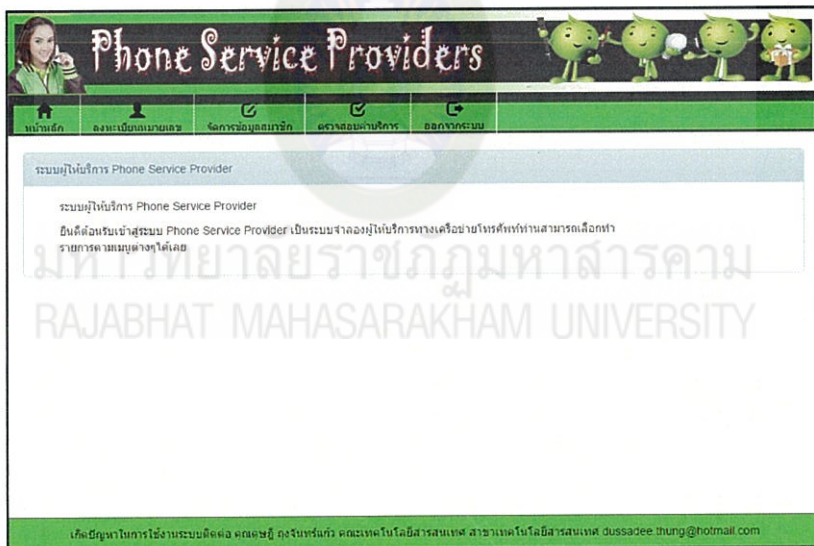 Phone Service Providers
หน้าหลัก ลงทะเบียนหมายเลข จัดการข้อมูลสมาชิก ตรวจสอบค่าบริการ ออกจากระบบ
ระบบผู้ให้บริการ Phone Service Provider
ระบบผู้ให้บริการ Phone Service Provider
ยินดีต้อนรับเข้าสู่ระบบ Phone Service Provider เป็นระบบจำลองผู้ให้บริการทางเครือข่ายโทรศัพท์ท่านสามารถเลือกทำ
รายการตามเมนูต่างๆได้เลย
มหาวิทยาลัยราชภัฏมหาสารคาม
RAJABHAT MAHASARAKHAM UNIVERSITY
เกิดปัญหาในการใช้งานระบบติดต่อ คุณดุษฎี ถุงจันทร์แก้ว คณะเทคโนโลยีสารสนเทศ สาขาเทคโนโลยีสารสนเทศ dussadee.thung@hotmail.com